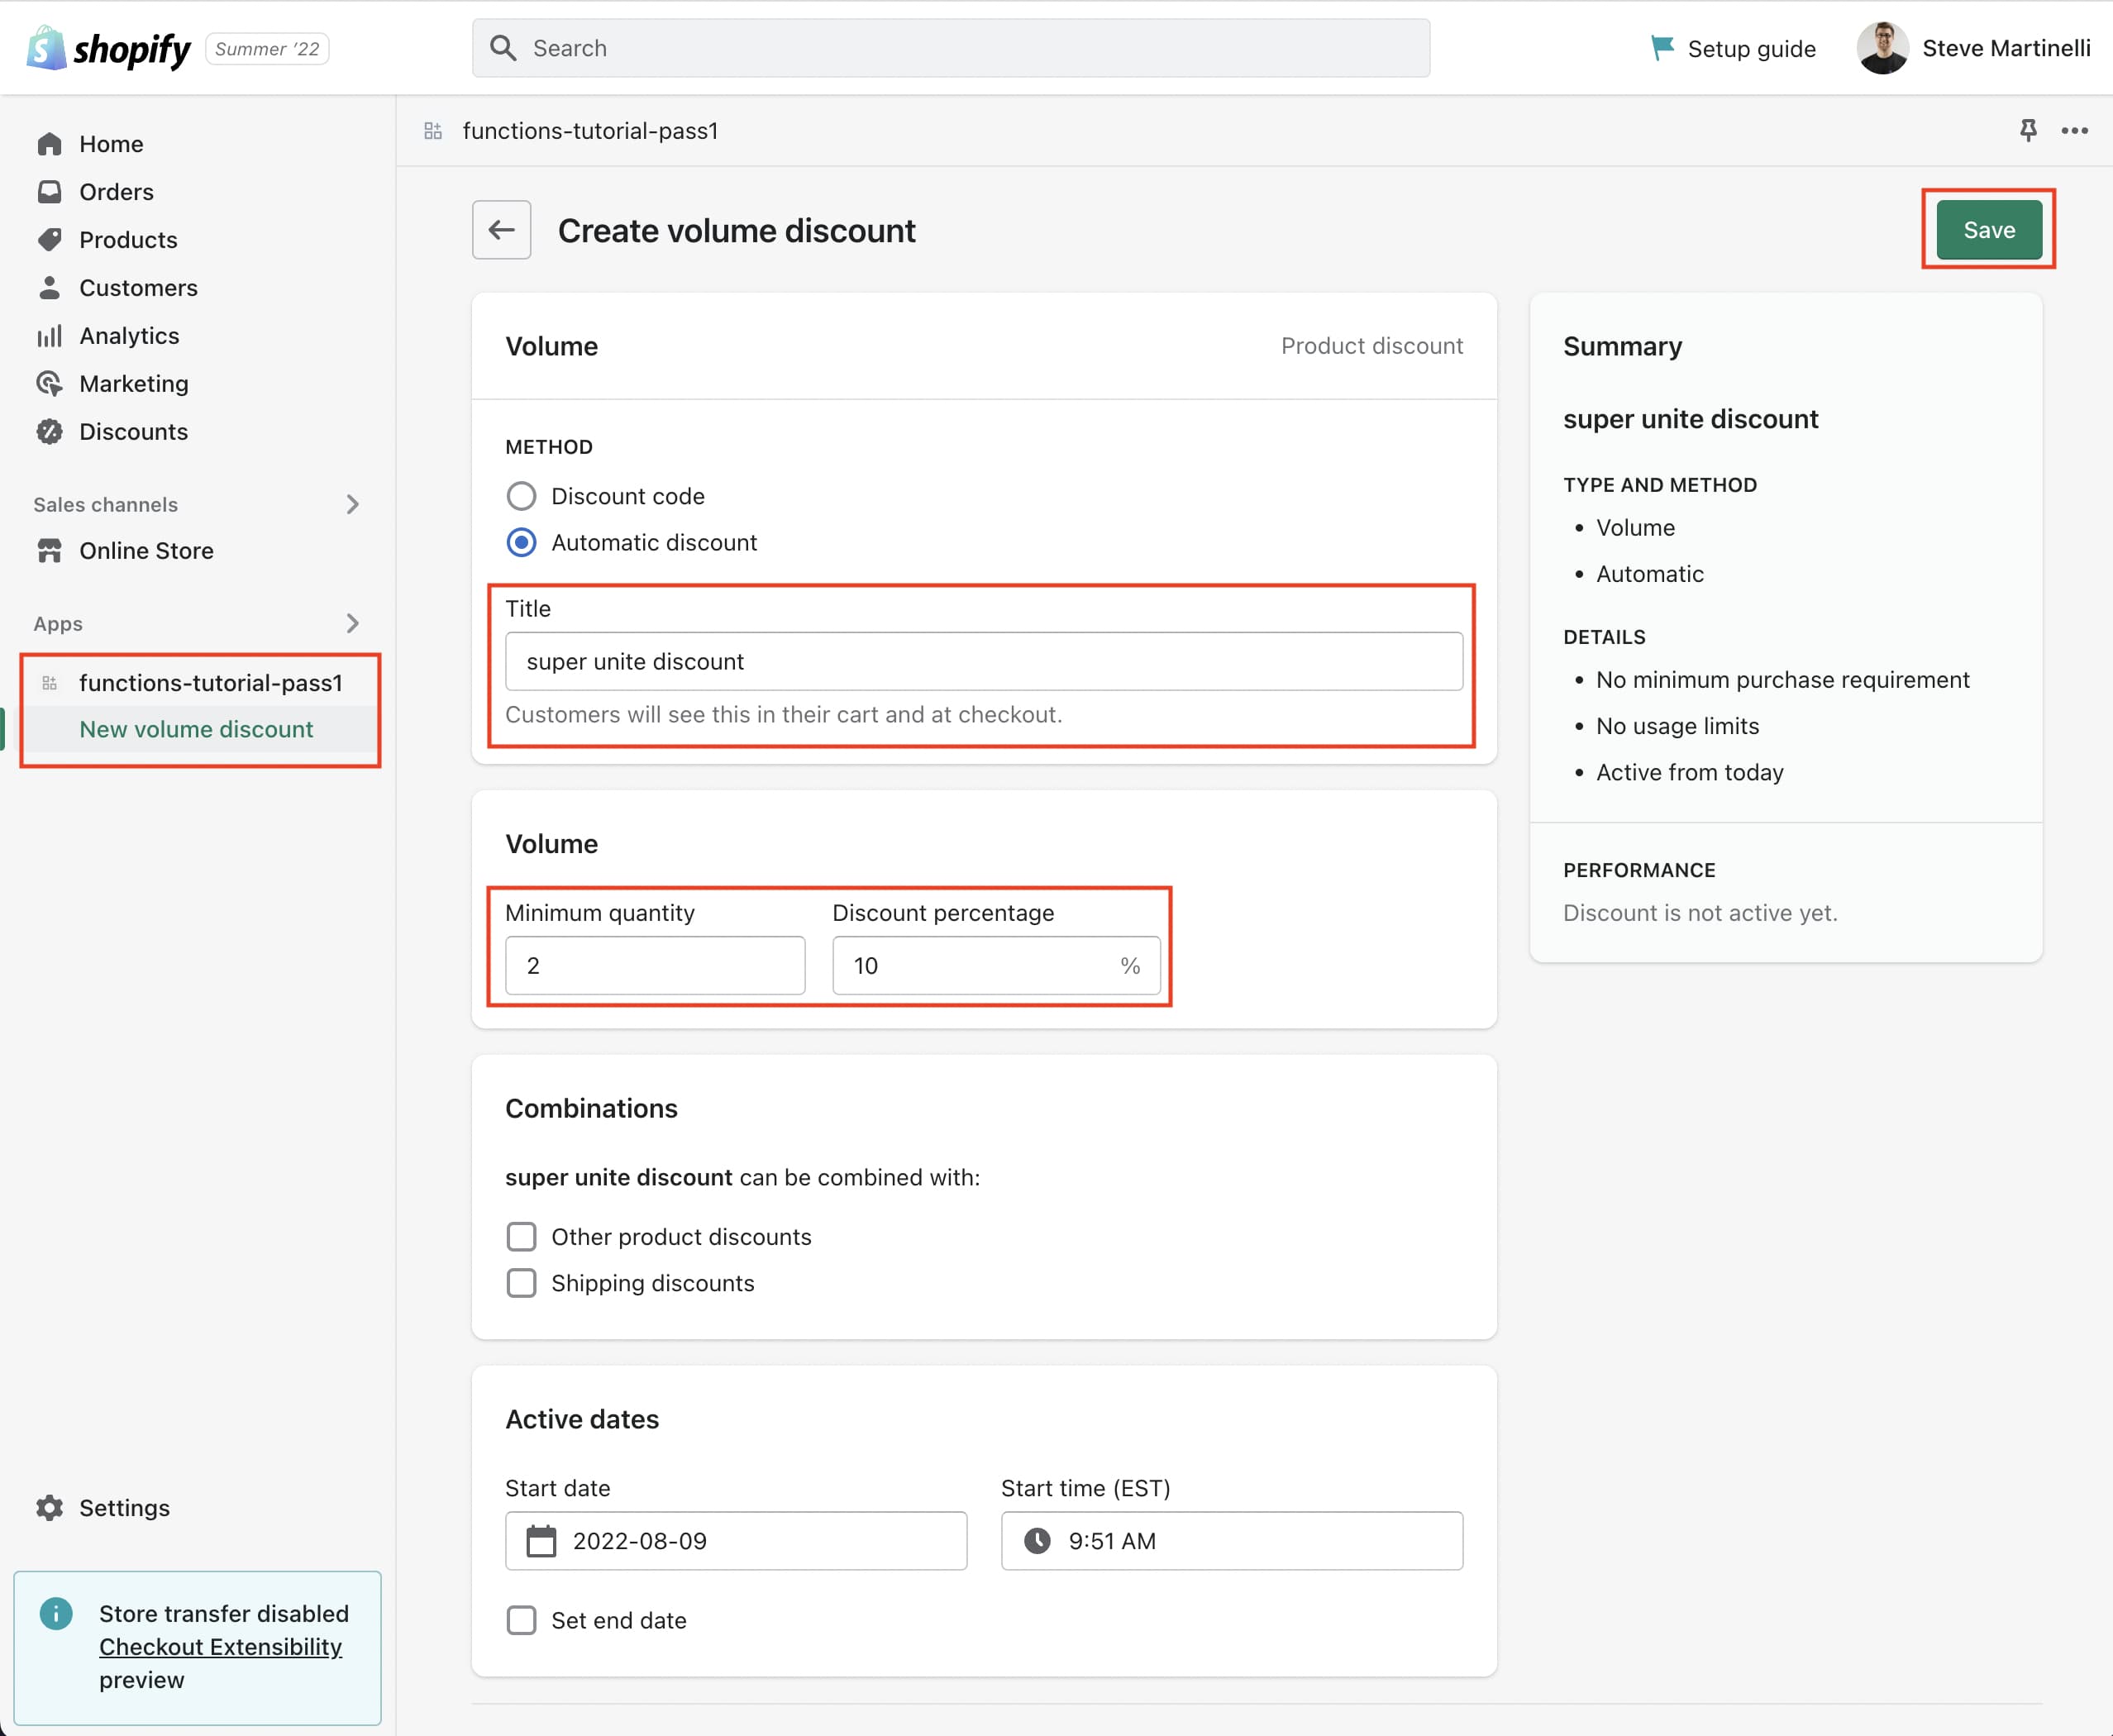 shopify
Summer '22
Search
Setup guide
Steve Martinelli
Home
Orders
Products
Customers
Analytics
Marketing
Discounts
Sales channels
Online Store
Apps
functions-tutorial-pass1
New volume discount
Settings
Store transfer disabled
Checkout Extensibility
preview
functions-tutorial-pass1
Create volume discount
Save
Volume
Product discount
METHOD
Discount code
Automatic discount
Title
super unite discount
Customers will see this in their cart and at checkout.
Volume
Minimum quantity
Discount percentage
2
10 %
Combinations
super unite discount can be combined with:
Other product discounts
Shipping discounts
Active dates
Start date
Start time (EST)
2022-08-09
9:51 AM
Set end date
Summary
super unite discount
TYPE AND METHOD
• Volume
• Automatic
DETAILS
• No minimum purchase requirement
• No usage limits
• Active from today
PERFORMANCE
Discount is not active yet.